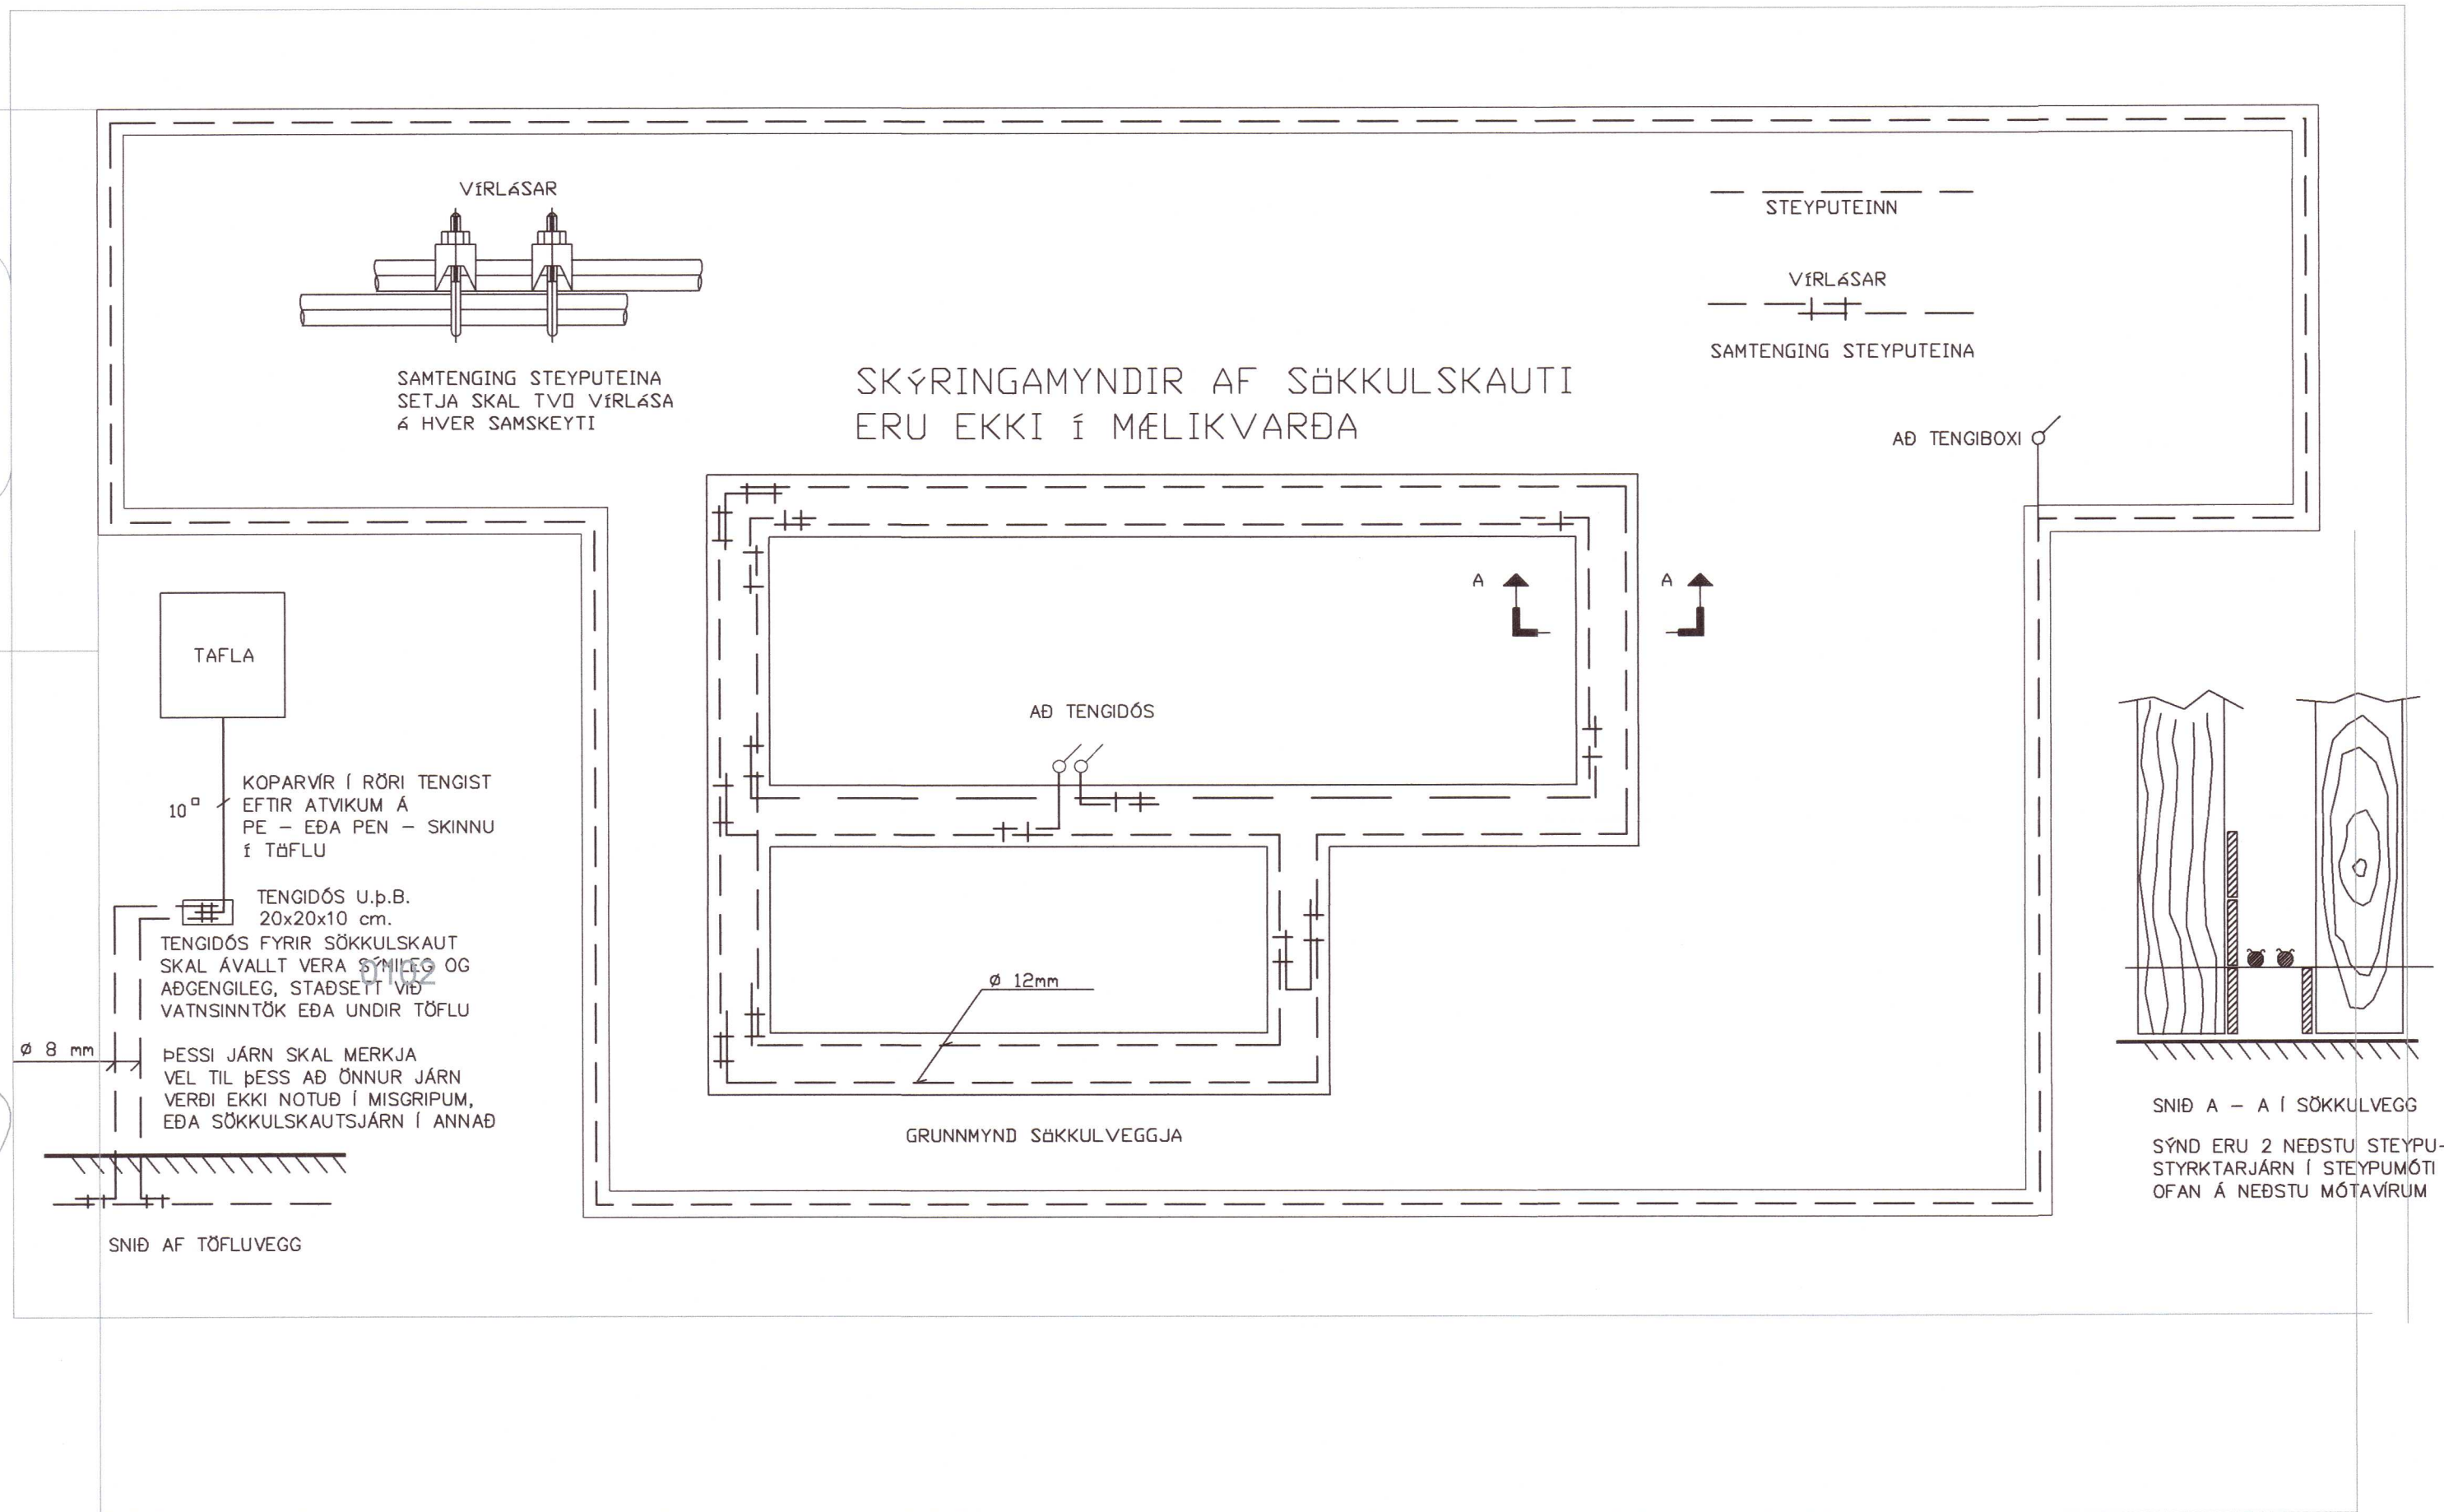 VÍRLÁSAR
SAMTENGING STEYPUTEINA
SETJA SKAL TVO VÍRLÁSA
Á HVER SAMSKEYTI
SKÝRINGAMYNDIR AF SÖKKULSKAUTI
ERU EKKI Í MÆLIKVARÐA
STEYPUTEINN
VÍRLÁSAR
SAMTENGING STEYPUTEINA
AÐ TENGIBOXI
A
A
TAFLA
AÐ TENGIDÓS
10□
KOPARVÍR Í RÖRI TENGIST
EFTIR ATVIKUM Á
PE – EÐA PEN – SKINNU
Í TÖFLU
TENGIDÓS U.Þ.B.
20x20x10 cm.
TENGIDÓS FYRIR SÖKKULSKAUT
SKAL ÁVALLT VERA SÝNILEG OG
0102
AÐGENGILEG, STAÐSETT VIÐ
VATNSINNTÖK EÐA UNDIR TÖFLU
ø 8 mm
ÞESSI JÁRN SKAL MERKJA
VEL TIL ÞESS AÐ ÖNNUR JÁRN
VERÐI EKKI NOTUÐ Í MISGRIPUM,
EÐA SÖKKULSKAUTSJÁRN Í ANNAÐ
SNIÐ AF TÖFLUVEGG
ø 12mm
GRUNNMYND SÖKKULVEGGJA
SNIÐ A – A Í SÖKKULVEGG
SÝND ERU 2 NEÐSTU STEYPU-
STYRKTARJÁRN Í STEYPUMÓTI
OFAN Á NEÐSTU MÓTAVÍRUM